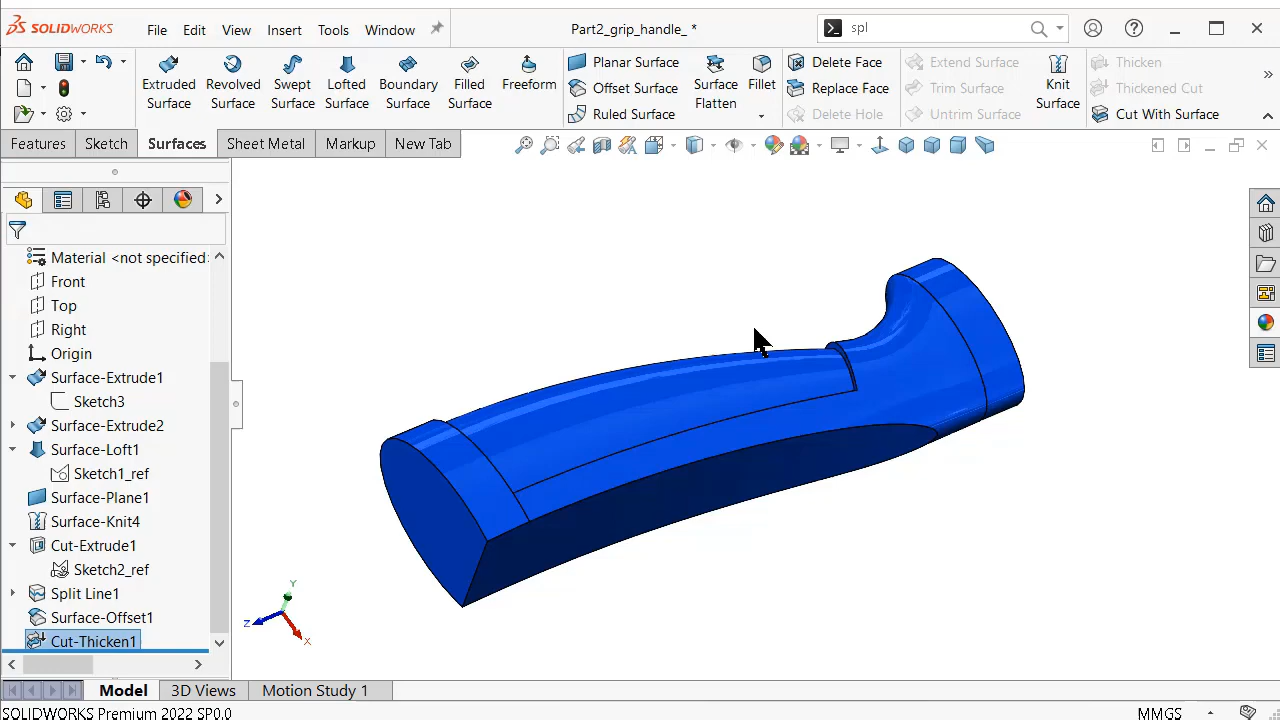 SOLIDWORKS
File
Edit
View
Insert
Tools
Window
Part2_grip_handle_ *
spl
Extruded Surface
Revolved Surface
Swept Surface
Lofted Surface
Boundary Surface
Filled Surface
Freeform
Planar Surface
Offset Surface
Ruled Surface
Surface Flatten
Fillet
Delete Face
Replace Face
Delete Hole
Extend Surface
Trim Surface
Untrim Surface
Knit Surface
Thicken
Thickened Cut
Cut With Surface
Features
Sketch
Surfaces
Sheet Metal
Markup
New Tab
Material <not specified>
Front
Top
Right
Origin
Surface-Extrude1
Sketch3
Surface-Extrude2
Surface-Loft1
Sketch1_ref
Surface-Plane1
Surface-Knit4
Cut-Extrude1
Sketch2_ref
Split Line1
Surface-Offset1
Cut-Thicken1
Y
Z
X
Model
3D Views
Motion Study 1
SOLIDWORKS Premium 2022 SP0.0
MMGS